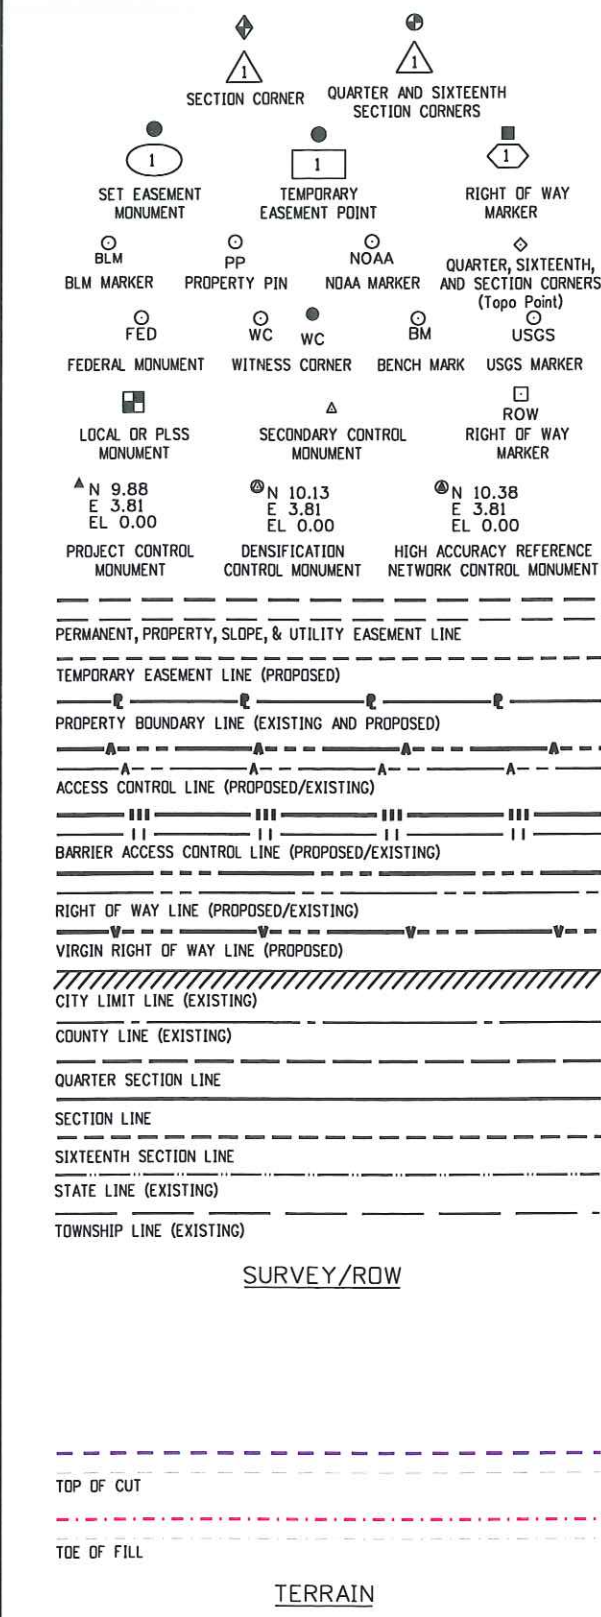 1
1
SECTION CORNER
QUARTER AND SIXTEENTH
SECTION CORNERS
1
1
1
SET EASEMENT
MONUMENT
TEMPORARY
EASEMENT POINT
RIGHT OF WAY
MARKER
BLM
PP
NOAA
BLM MARKER
PROPERTY PIN
NOAA MARKER
QUARTER, SIXTEENTH,
AND SECTION CORNERS
(Topo Point)
FED
WC
WC
BM
USGS
FEDERAL MONUMENT
WITNESS CORNER
BENCH MARK
USGS MARKER
ROW
LOCAL OR PLSS
MONUMENT
SECONDARY CONTROL
MONUMENT
RIGHT OF WAY
MARKER
N 9.88
E 3.81
EL 0.00
N 10.13
E 3.81
EL 0.00
N 10.38
E 3.81
EL 0.00
PROJECT CONTROL
MONUMENT
DENSIFICATION
CONTROL MONUMENT
HIGH ACCURACY REFERENCE
NETWORK CONTROL MONUMENT
PERMANENT, PROPERTY, SLOPE, & UTILITY EASEMENT LINE
TEMPORARY EASEMENT LINE (PROPOSED)
PROPERTY BOUNDARY LINE (EXISTING AND PROPOSED)
A A A A
A A A A
ACCESS CONTROL LINE (PROPOSED/EXISTING)
BARRIER ACCESS CONTROL LINE (PROPOSED/EXISTING)
RIGHT OF WAY LINE (PROPOSED/EXISTING)
V V V V
VIRGIN RIGHT OF WAY LINE (PROPOSED)
CITY LIMIT LINE (EXISTING)
COUNTY LINE (EXISTING)
QUARTER SECTION LINE
SECTION LINE
SIXTEENTH SECTION LINE
STATE LINE (EXISTING)
TOWNSHIP LINE (EXISTING)
SURVEY/ROW
TOP OF CUT
TOE OF FILL
TERRAIN